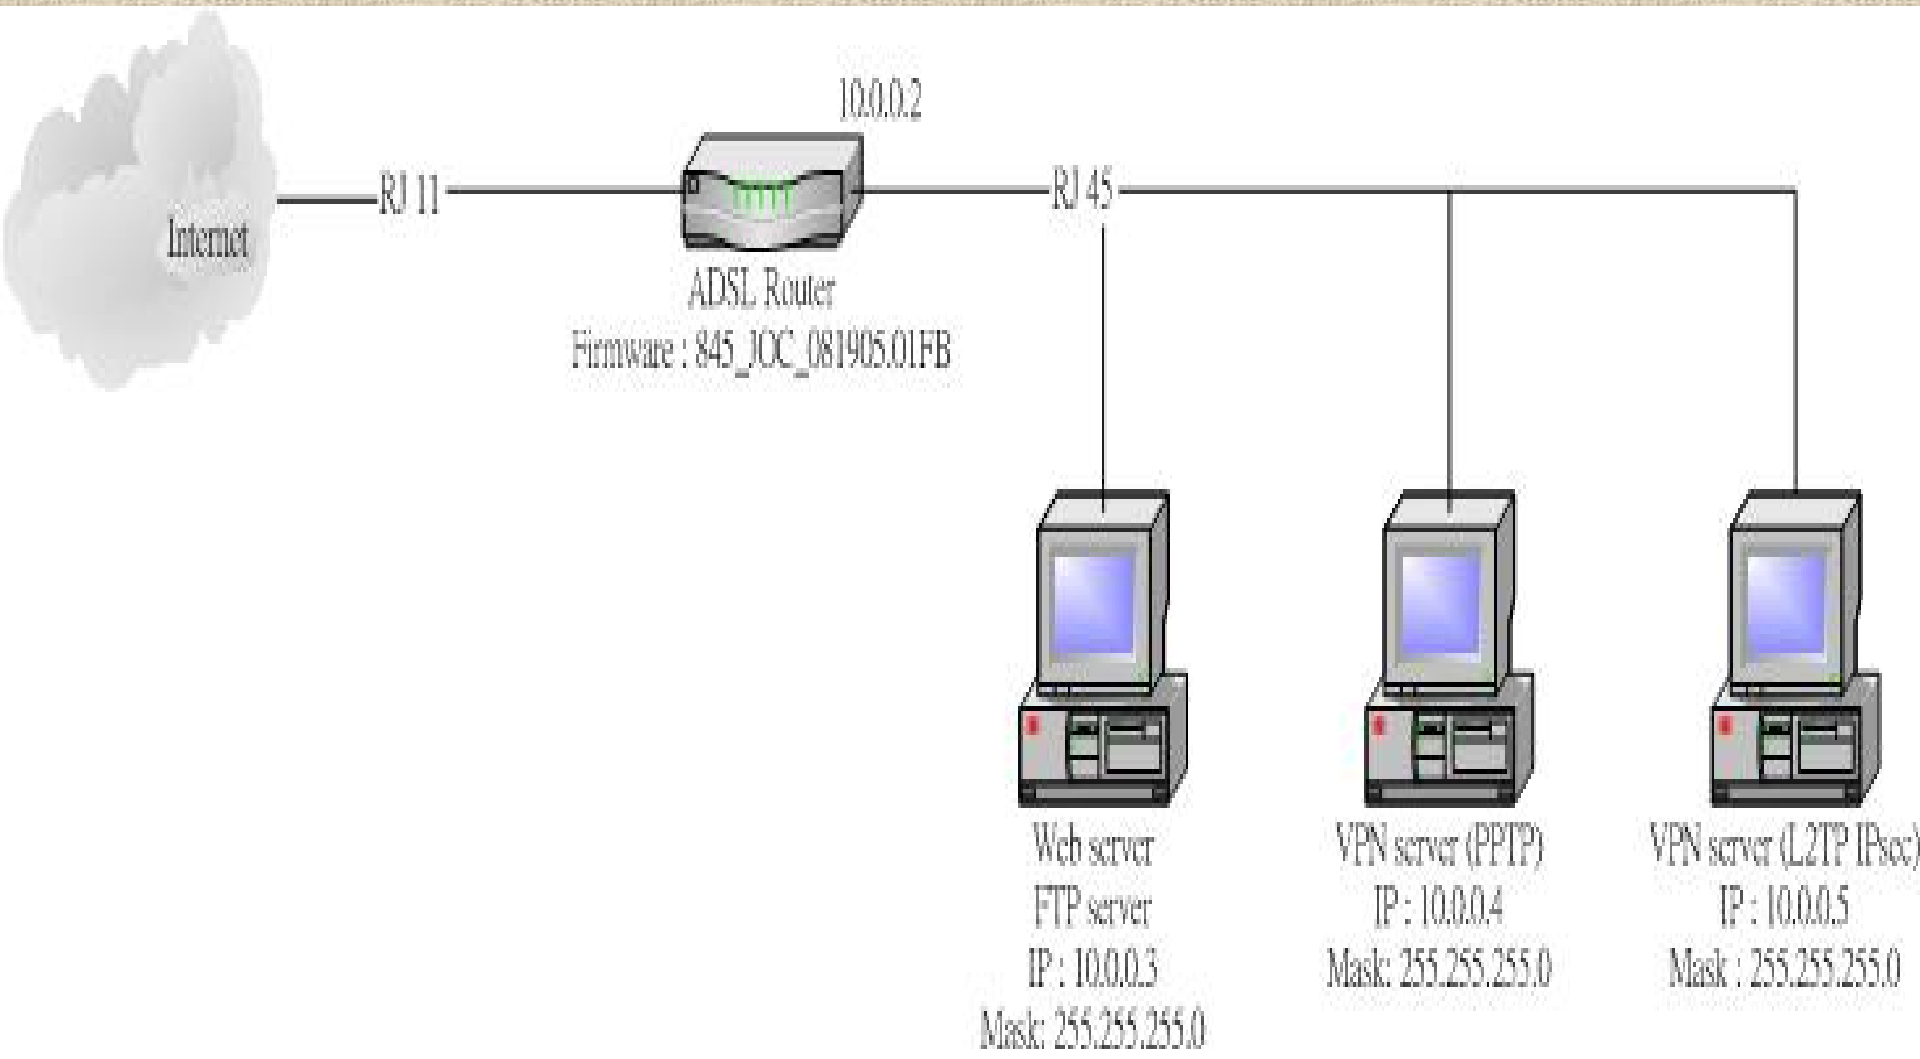 10.0.0.2
RJ 11
RJ 45
Internet
ADSL Router
Firmware : 845_JOC_081905.01FB
Web server
FTP server
IP : 10.0.0.3
Mask: 255.255.255.0
VPN server (PPTP)
IP : 10.0.0.4
Mask: 255.255.255.0
VPN server (L2TP IPsec)
IP : 10.0.0.5
Mask : 255.255.255.0